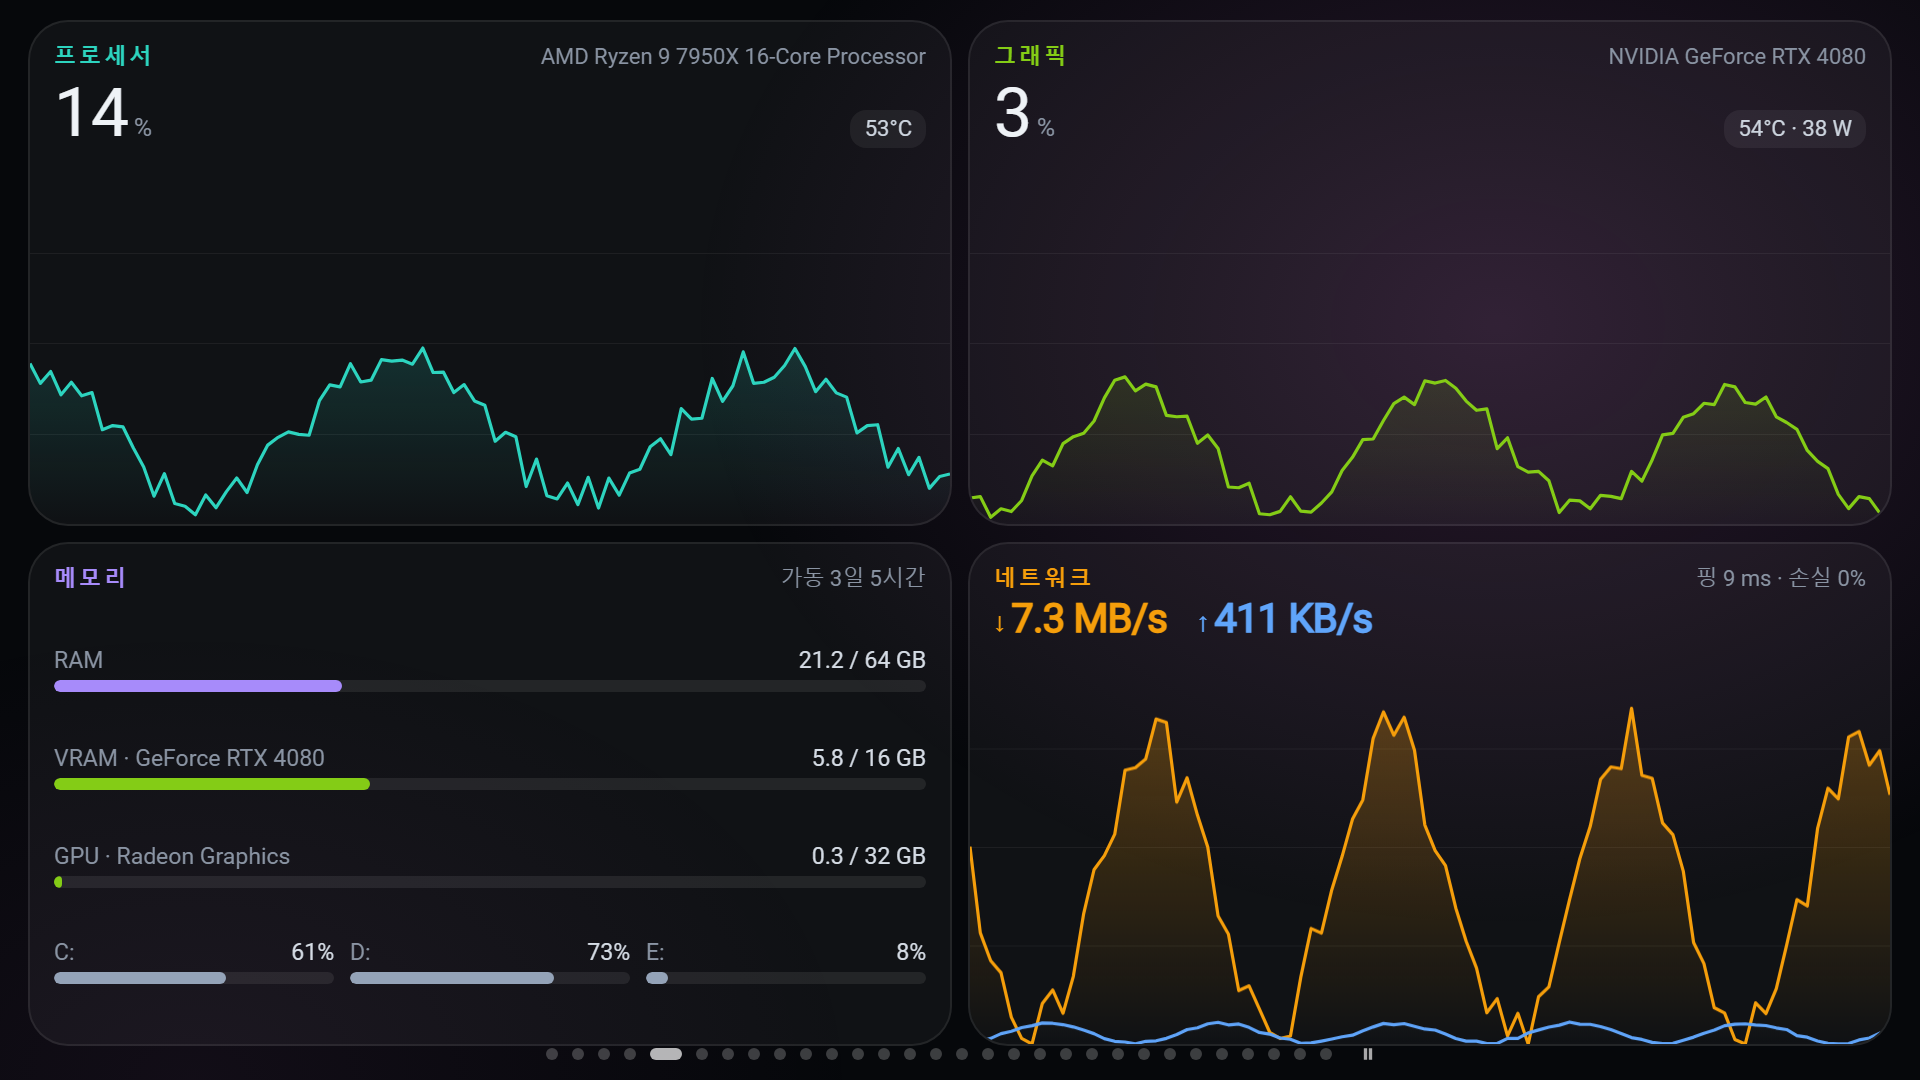 프로세서
AMD Ryzen 9 7950X 16-Core Processor
14 %
53°C
그래픽
NVIDIA GeForce RTX 4080
3 %
54°C · 38 W
메모리
가동 3일 5시간
RAM
21.2 / 64 GB
VRAM · GeForce RTX 4080
5.8 / 16 GB
GPU · Radeon Graphics
0.3 / 32 GB
C: 61% D: 73% E: 8%
네트워크
핑 9 ms · 손실 0%
↓ 7.3 MB/s ↑ 411 KB/s